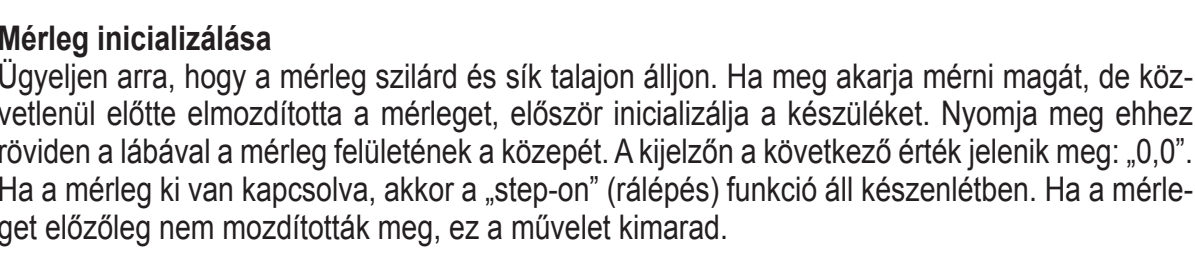 Mérleg inicializálása
Ügyeljen arra, hogy a mérleg szilárd és sík talajon álljon. Ha meg akarja mérni magát, de köz-
vetlenül előtte elmozdította a mérleget, először inicializálja a készüléket. Nyomja meg ehhez
röviden a lábával a mérleg felületének a közepét. A kijelzőn a következő érték jelenik meg: „0,0”.
Ha a mérleg ki van kapcsolva, akkor a „step-on” (rálépés) funkció áll készenlétben. Ha a mérle-
get előzőleg nem mozdították meg, ez a művelet kimarad.